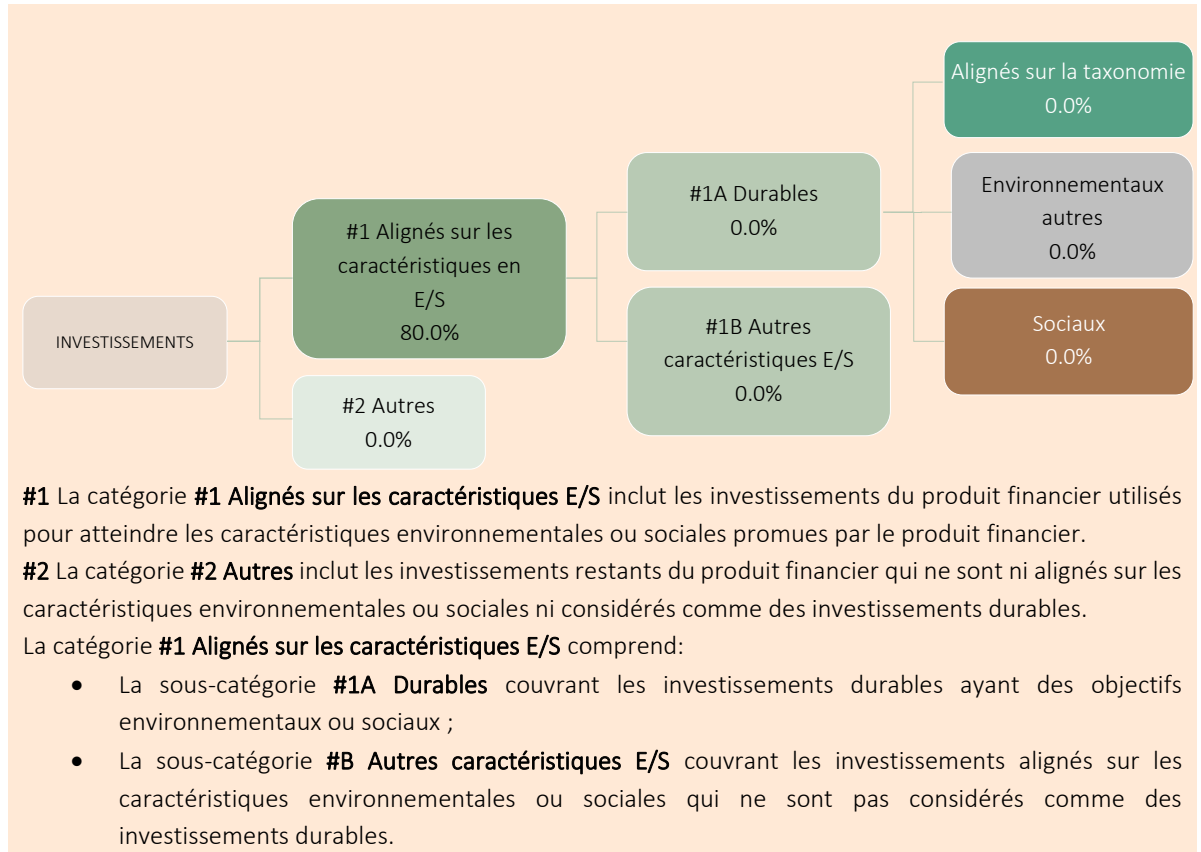 Alignés sur la taxonomie
0.0%
Environnementaux
autres
0.0%
#1A Durables
0.0%
#1 Alignés sur les
caractéristiques en
E/S
80.0%
Sociaux
0.0%
#1B Autres
caractéristiques E/S
0.0%
INVESTISSEMENTS
#2 Autres
0.0%
#1 La catégorie #1 Alignés sur les caractéristiques E/S inclut les investissements du produit financier utilisés
pour atteindre les caractéristiques environnementales ou sociales promues par le produit financier.
#2 La catégorie #2 Autres inclut les investissements restants du produit financier qui ne sont ni alignés sur les
caractéristiques environnementales ou sociales ni considérés comme des investissements durables.
La catégorie #1 Alignés sur les caractéristiques E/S comprend:
• La sous-catégorie #1A Durables couvrant les investissements durables ayant des objectifs
environnementaux ou sociaux ;
• La sous-catégorie #B Autres caractéristiques E/S couvrant les investissements alignés sur les
caractéristiques environnementales ou sociales qui ne sont pas considérés comme des
investissements durables.